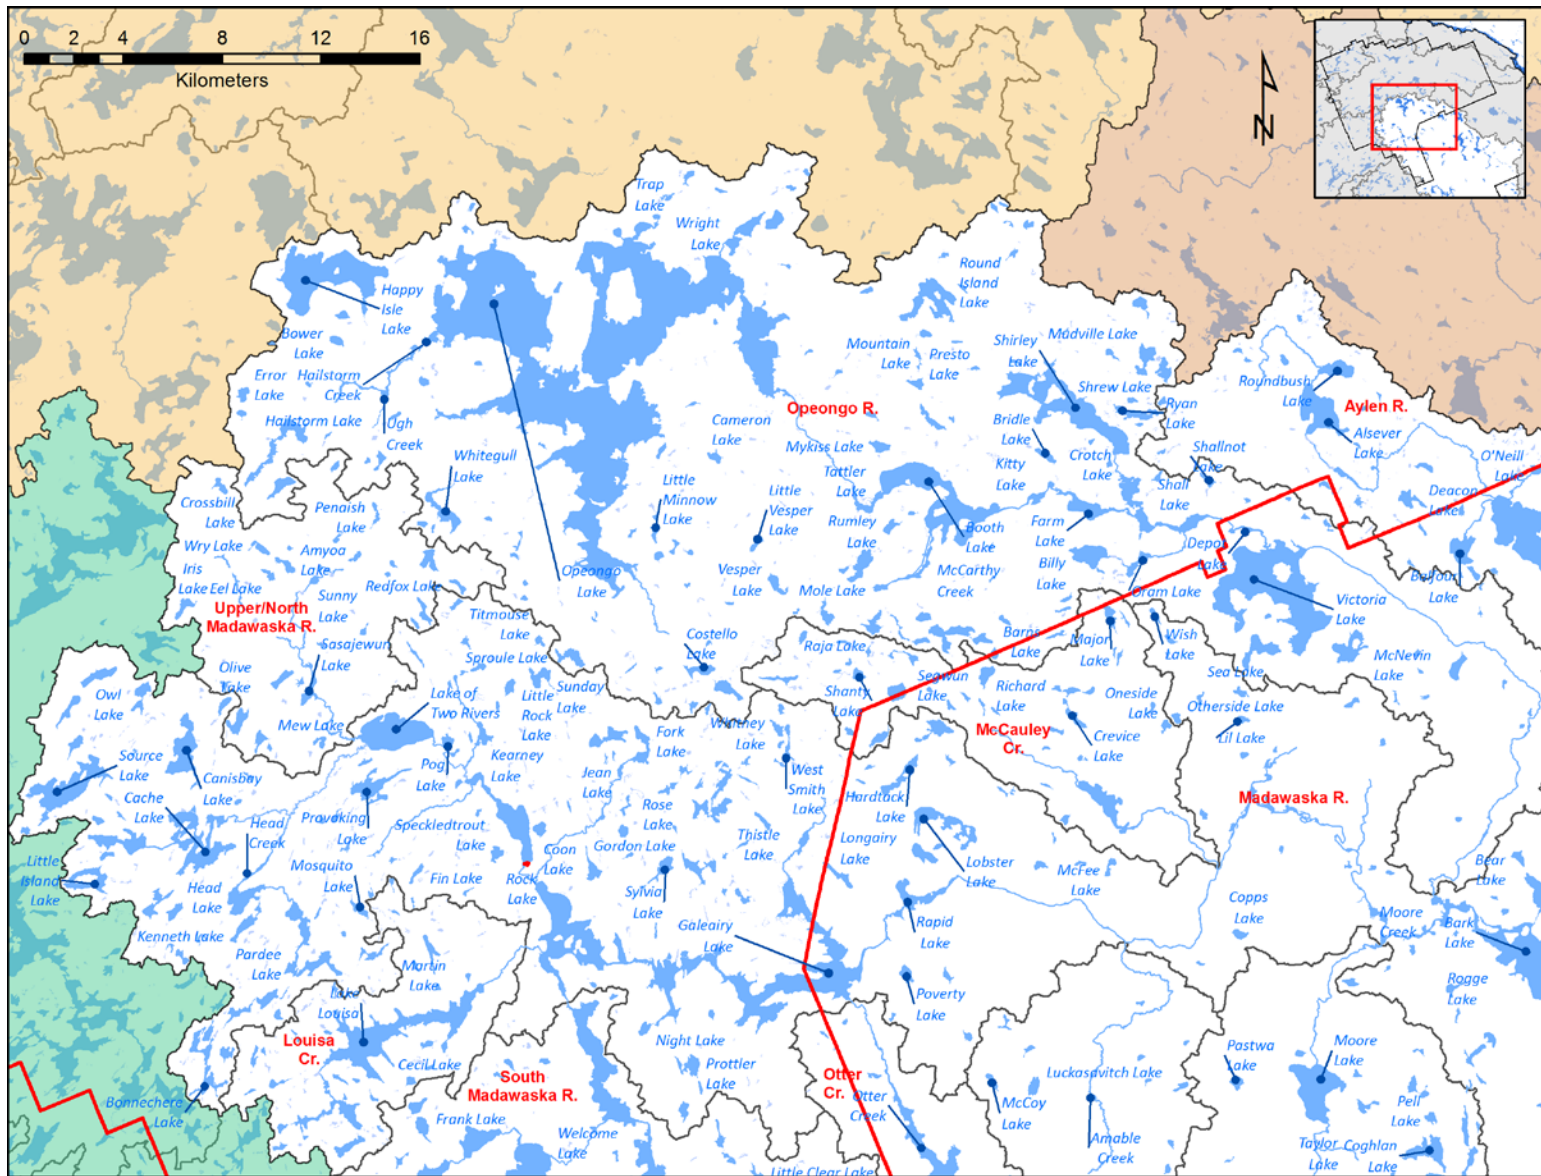 0 2 4 8 12 16
Kilometers
N
Trap
Lake
Wright
Lake
Happy
Isle
Lake
Round
Island
Lake
Bower
Lake
Mountain
Lake
Presto
Lake
Shirley
Lake
Madville Lake
Error
Lake
Hailstorm
Creek
Shrew Lake
Roundbush
Lake
Hailstorm Lake
Ugh
Creek
Cameron
Lake
Opeongo R.
Ryan
Lake
Aylen R.
Bridle
Lake
Alsever
Lake
Mykiss Lake
Whitegull
Lake
Tattler
Lake
Kitty
Lake
Crotch
Lake
Shallnot
Lake
O'Neill
Lake
Crossbill
Lake
Penaish
Lake
Little
Minnow
Lake
Little
Vesper
Lake
Rumley
Lake
Booth
Lake
Farm
Lake
Shall
Lake
Deacon
Lake
Wry Lake
Iris
Lake
Eel Lake
Amyoa
Lake
Redfox Lake
Opeongo
Lake
Vesper
Lake
Mole Lake
McCarthy
Creek
Billy
Lake
Depot
Lake
Balfour
Lake
Upper/North
Madawaska R.
Sunny
Lake
Titmouse
Lake
Oram Lake
Victoria
Lake
Sasajewun
Lake
Sproule Lake
Costello
Lake
Raja Lake
Barns
Lake
Major
Lake
Wish
Lake
McNevin
Lake
Olive
Lake
Owl
Lake
Mew Lake
Lake of
Two Rivers
Little
Rock
Lake
Sunday
Lake
Shanty
Lake
Segwun
Lake
Richard
Lake
Oneside
Lake
Sea Lake
Otherside Lake
Lil Lake
Source
Lake
Canisbay
Lake
Pog
Lake
Kearney
Lake
Fork
Lake
Whitney
Lake
West
Smith
Lake
McCauley
Cr.
Crevice
Lake
Cache
Lake
Head
Creek
Provoking
Lake
Speckledtrout
Lake
Jean
Lake
Rose
Lake
Gordon Lake
Thistle
Lake
Hardtack
Lake
Longairy
Lake
Madawaska R.
Little
Island
Lake
Head
Lake
Mosquito
Lake
Fin Lake
Rock
Lake
Coon
Lake
Sylvia
Lake
Lobster
Lake
McFee
Lake
Bear
Lake
Kenneth Lake
Pardee
Lake
Martin
Lake
Galeairy
Lake
Rapid
Lake
Copps
Lake
Moore
Creek
Bark
Lake
Lake
Louisa
Poverty
Lake
Rogge
Lake
Louisa
Cr.
Cecil Lake
Night Lake
Prottler
Lake
South
Madawaska R.
Otter
Cr.
Otter
Creek
McCoy
Lake
Luckasavitch Lake
Pastwa
Lake
Moore
Lake
Bonnechere
Lake
Frank Lake
Welcome
Lake
Little Clear Lake
Amable
Creek
Pell
Lake
Taylor
Lake
Coghlan
Lake